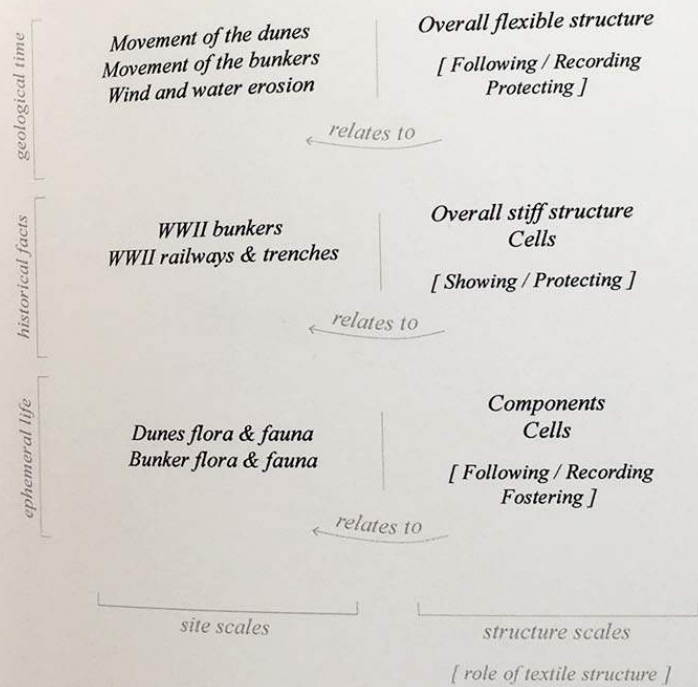 geological time
Movement of the dunes
Movement of the bunkers
Wind and water erosion
Overall flexible structure
[ Following / Recording
Protecting ]
relates to
historical facts
WWII bunkers
WWII railways & trenches
Overall stiff structure
Cells
[ Showing / Protecting ]
relates to
ephemeral life
Dunes flora & fauna
Bunker flora & fauna
Components
Cells
[ Following / Recording
Fostering ]
relates to
site scales
structure scales
[ role of textile structure ]